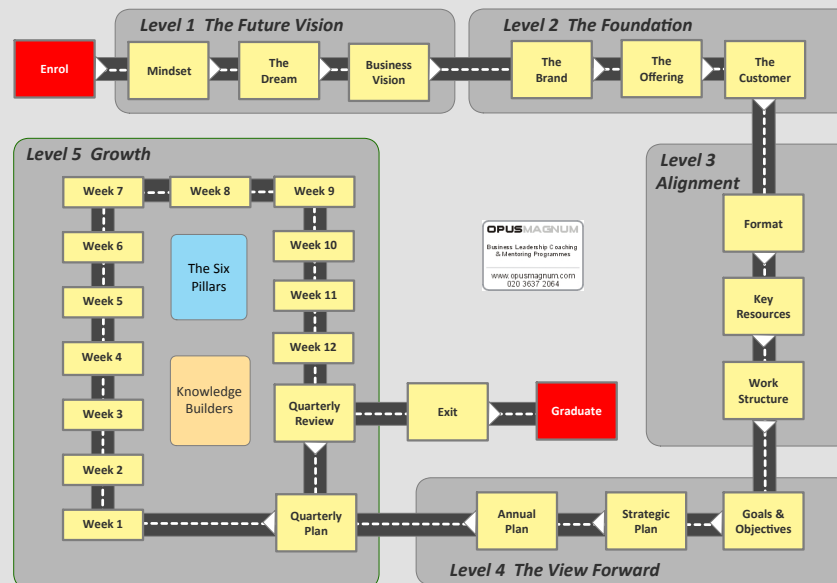 Level 1 The Future Vision
Level 2 The Foundation
Enrol
Mindset
The
Dream
Business
Vision
The
Brand
The
Offering
The
Customer
Level 3
Alignment
Format
Key
Resources
Work
Structure
Level 5 Growth
Week 7
Week 8
Week 9
Week 6
Week 10
Week 5
Week 11
Week 4
Week 12
Week 3
Week 2
Week 1
The Six
Pillars
Knowledge
Builders
Quarterly
Review
Exit
Graduate
OPUSMAGNUM
Business Leadership Coaching
& Mentoring Programmes
www.opusmagnum.com
020 3637 2064
Quarterly
Plan
Annual
Plan
Strategic
Plan
Goals &
Objectives
Level 4 The View Forward